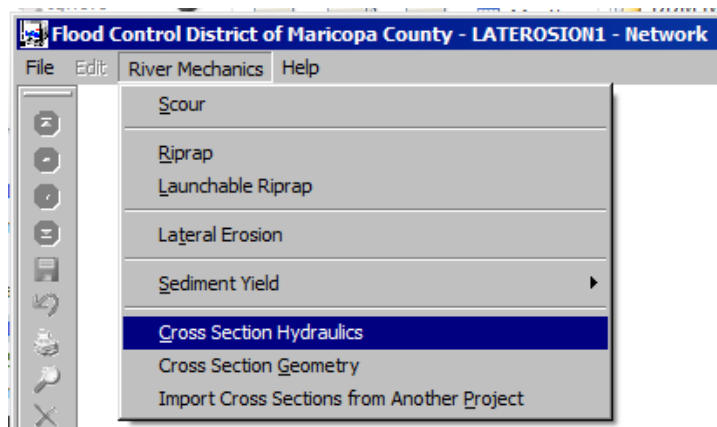 Flood Control District of Maricopa County - LATEROSION1 - Network
File Edit River Mechanics Help
Scour
Riprap
Launchable Riprap
Lateral Erosion
Sediment Yield
Cross Section Hydraulics
Cross Section Geometry
Import Cross Sections from Another Project